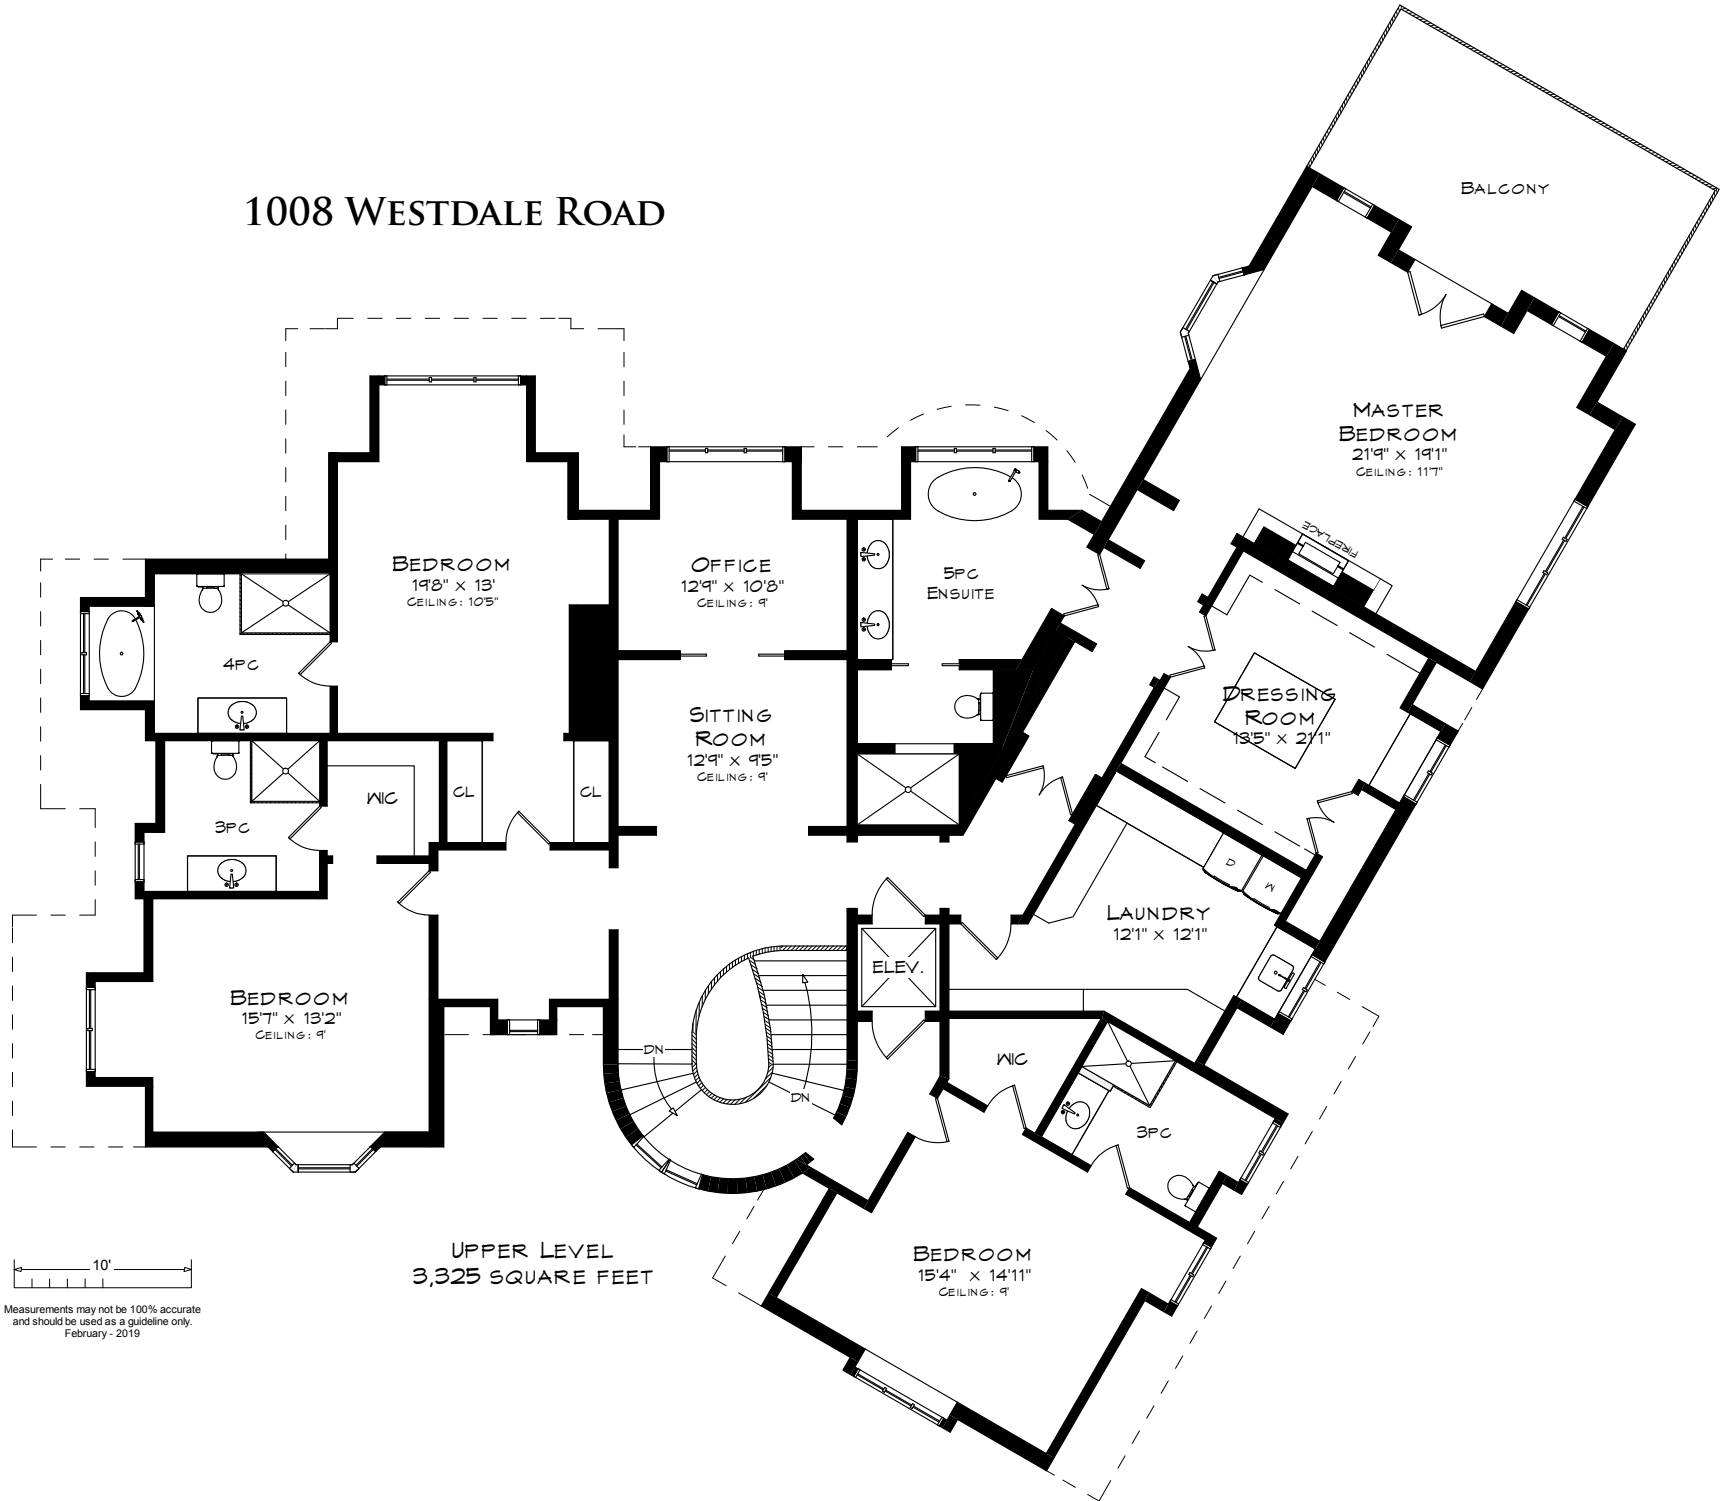 1008 Westdale Road
BALCONY
MASTER
BEDROOM
21'9" x 19'1"
CEILING: 11'7"
FIREPLACE
BEDROOM
19'8" x 13'
CEILING: 10'5"
OFFICE
12'9" x 10'8"
CEILING: 9'
5PC
ENSUITE
4PC
SITTING
ROOM
12'9" x 9'5"
CEILING: 9'
DRESSING
ROOM
13'5" x 21'1"
WIC
CL
CL
3PC
D
W
LAUNDRY
12'1" x 12'1"
ELEV.
BEDROOM
15'7" x 13'2"
CEILING: 9'
DN
DN
WIC
3PC
BEDROOM
15'4" x 14'11"
CEILING: 9'
UPPER LEVEL
3,325 SQUARE FEET
10'
Measurements may not be 100% accurate
and should be used as a guideline only.
February - 2019